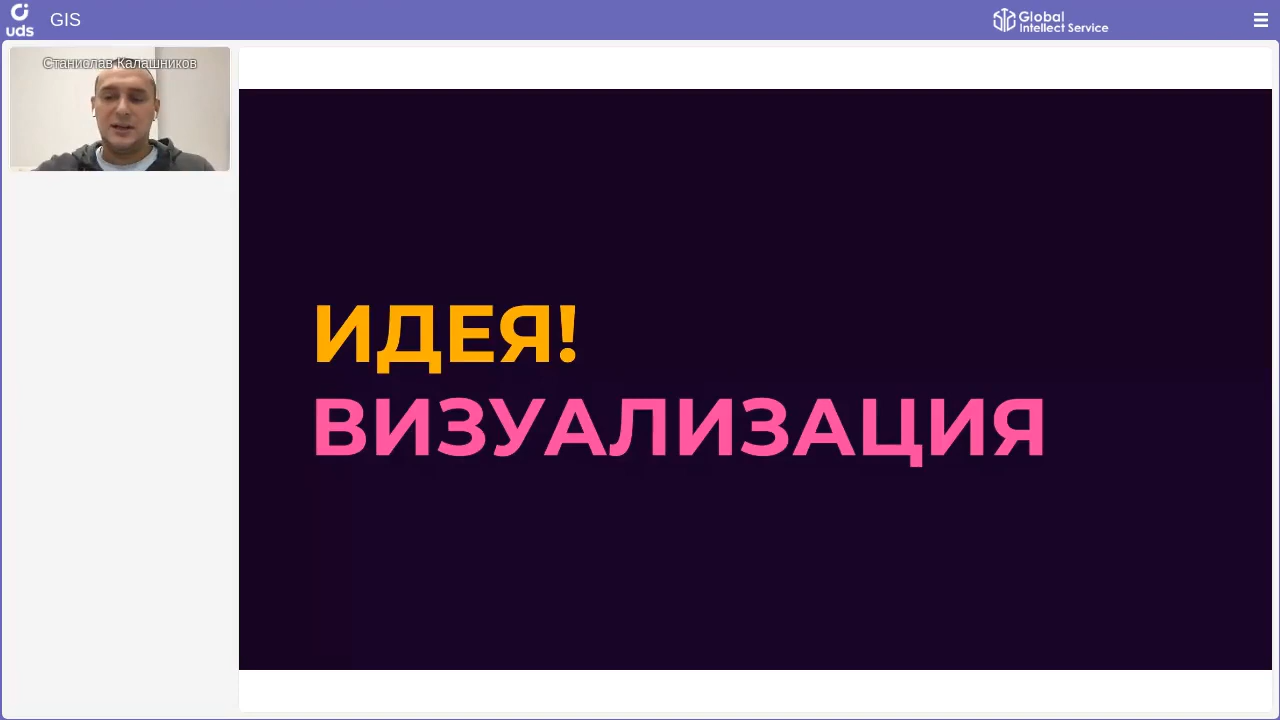 uds
GIS
Global
Intellect Service
Станислав Калашников
ИДЕЯ!
ВИЗУАЛИЗАЦИЯ